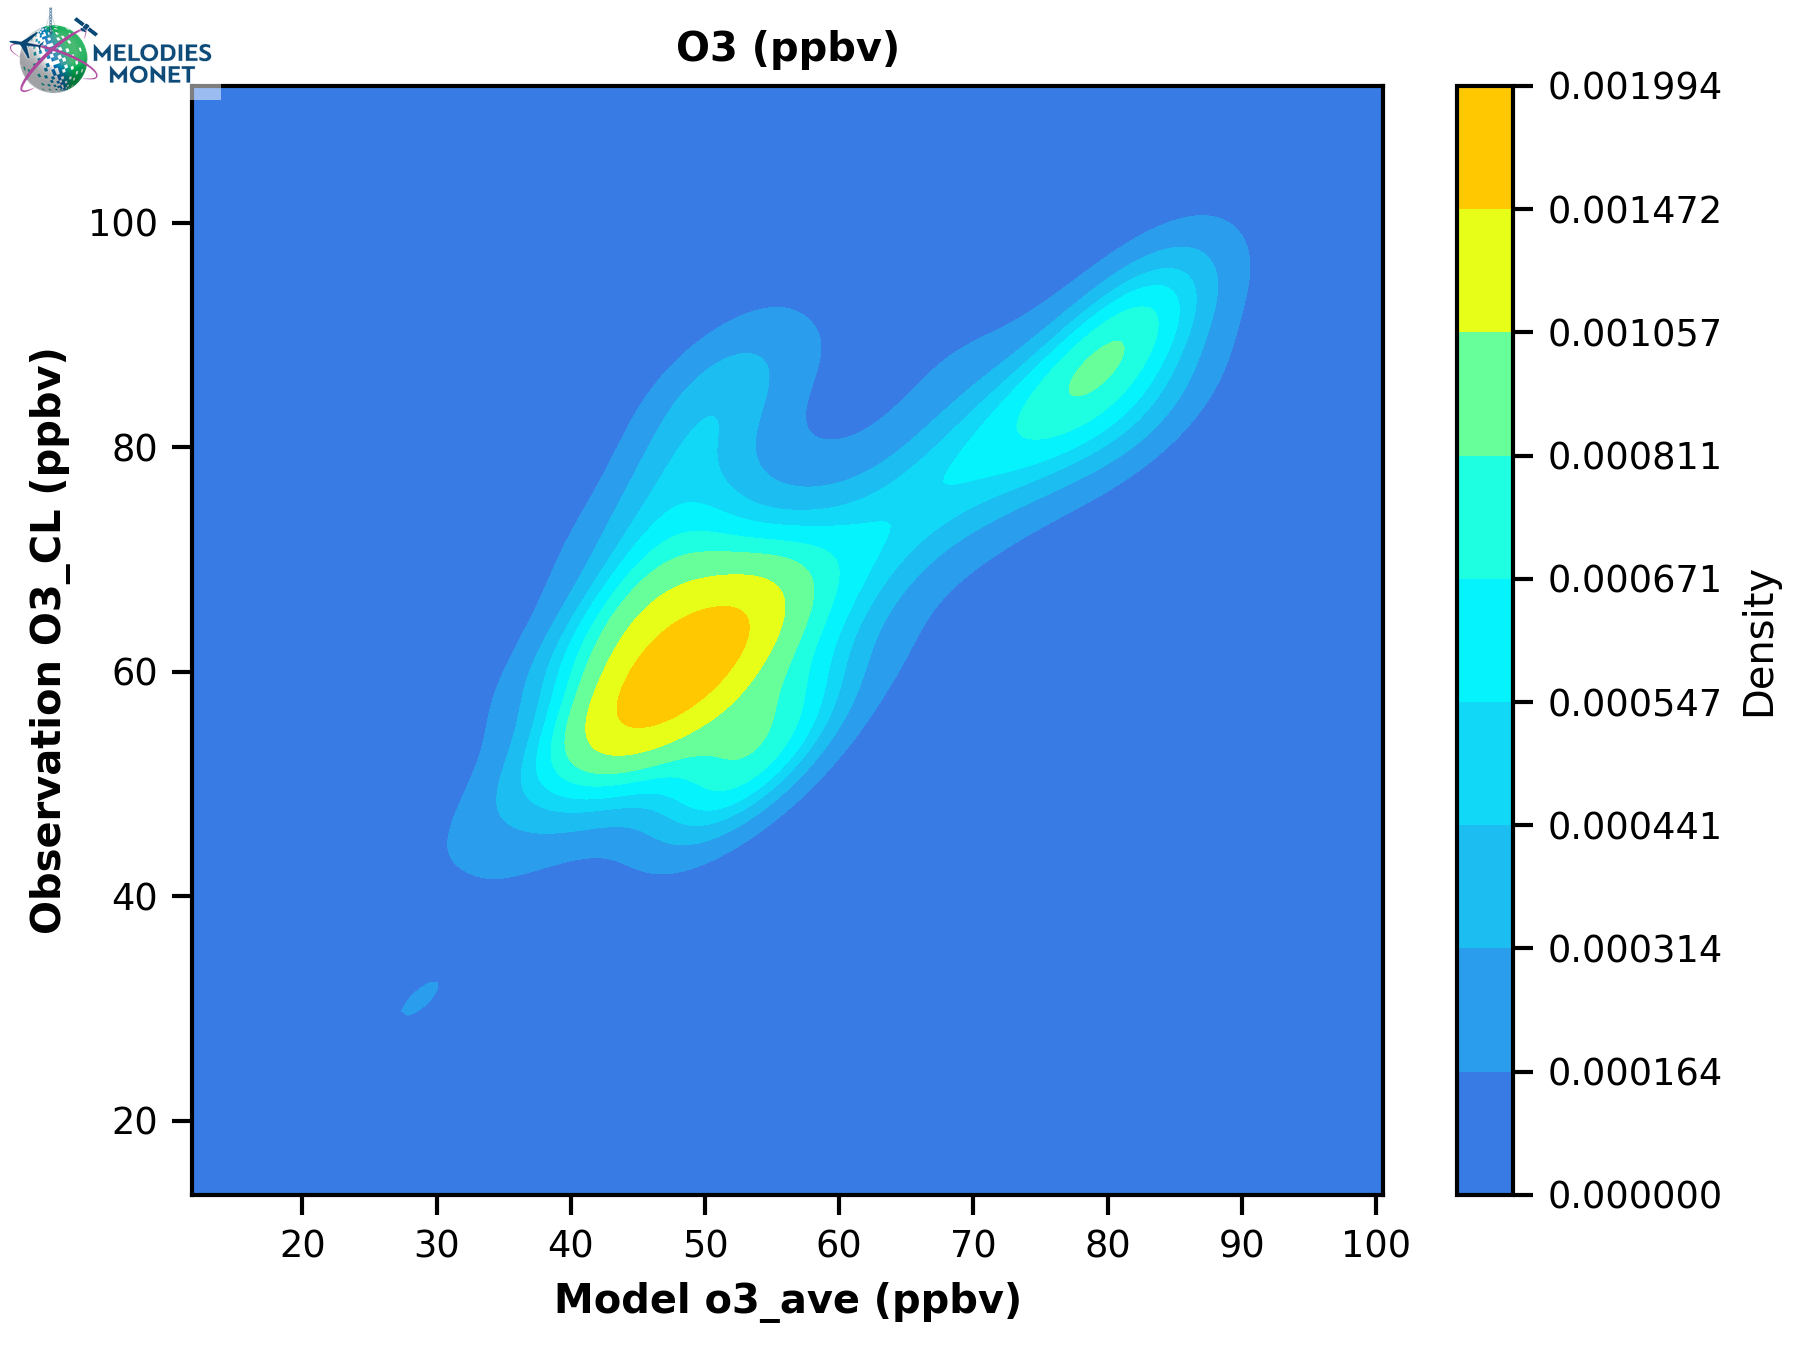 MELODIES
MONET
O3 (ppbv)
Observation O3_CL (ppbv)
100
80
60
40
20
20 30 40 50 60 70 80 90 100
Model o3_ave (ppbv)
0.001994
0.001472
0.001057
0.000811
0.000671
0.000547
0.000441
0.000314
0.000164
0.000000
Density